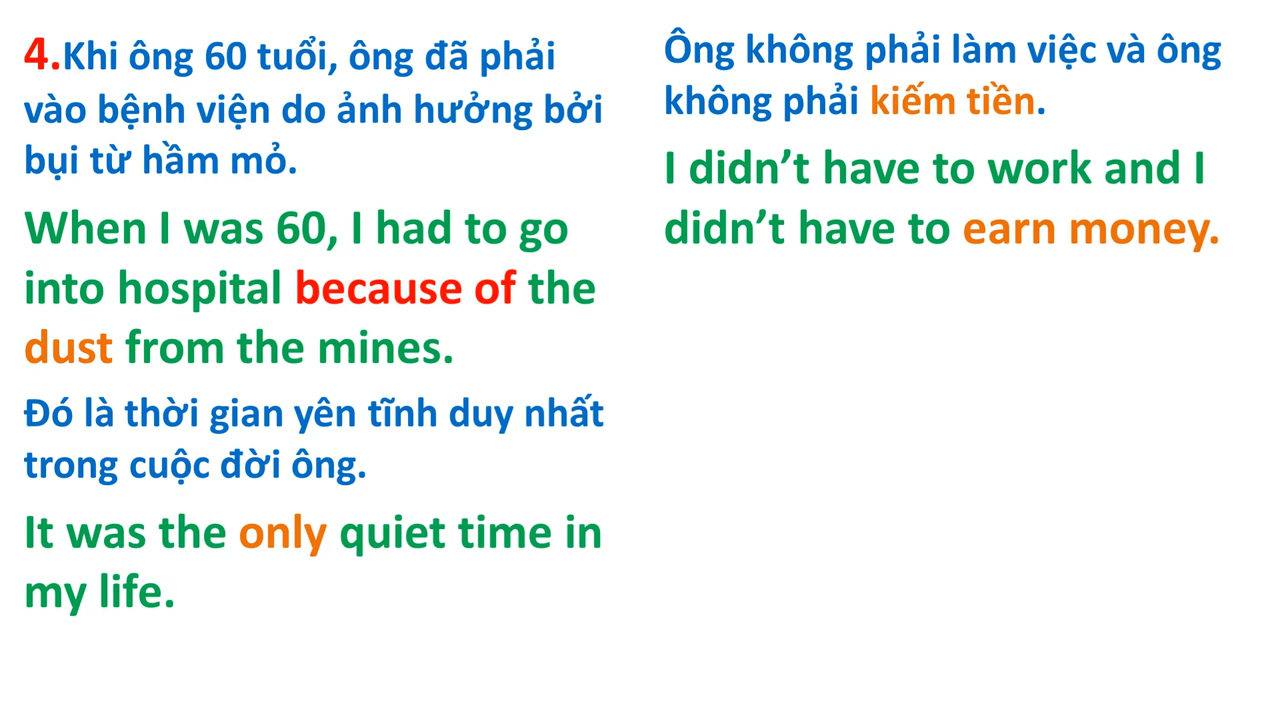 4.Khi ông 60 tuổi, ông đã phải
vào bệnh viện do ảnh hưởng bởi
bụi từ hầm mỏ.
When I was 60, I had to go
into hospital because of the
dust from the mines.
Đó là thời gian yên tĩnh duy nhất
trong cuộc đời ông.
It was the only quiet time in
my life.
Ông không phải làm việc và ông
không phải kiếm tiền.
I didn’t have to work and I
didn’t have to earn money.